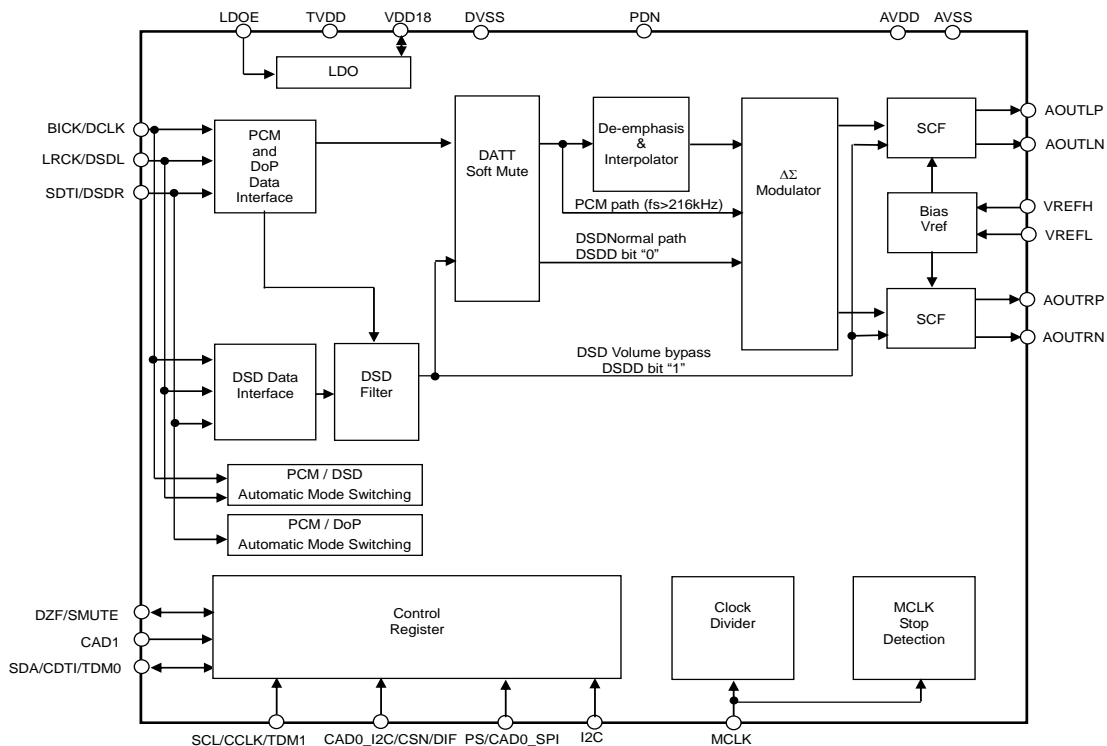 LDOE
TVDD
VDD18
DVSS
PDN
AVDD
AVSS
LDO
BICK/DCLK
LRCK/DSDL
SDTI/DSDR
PCM
and
DoP
Data
Interface
DATT
Soft Mute
De-emphasis
&
Interpolator
PCM path (fs>216kHz)
DSDNormal path
DSDD bit "0"
ΔΣ
Modulator
SCF
Bias
Vref
SCF
AOUTLP
AOUTLN
VREFH
VREFL
AOUTRP
AOUTRN
DSD Data
Interface
DSD
Filter
DSD Volume bypass
DSDD bit "1"
PCM / DSD
Automatic Mode Switching
PCM / DoP
Automatic Mode Switching
DZF/SMUTE
CAD1
SDA/CDTI/TDM0
Control
Register
Clock
Divider
MCLK
Stop
Detection
SCL/CCLK/TDM1
CAD0_I2C/CSN/DIF
PS/CAD0_SPI
I2C
MCLK